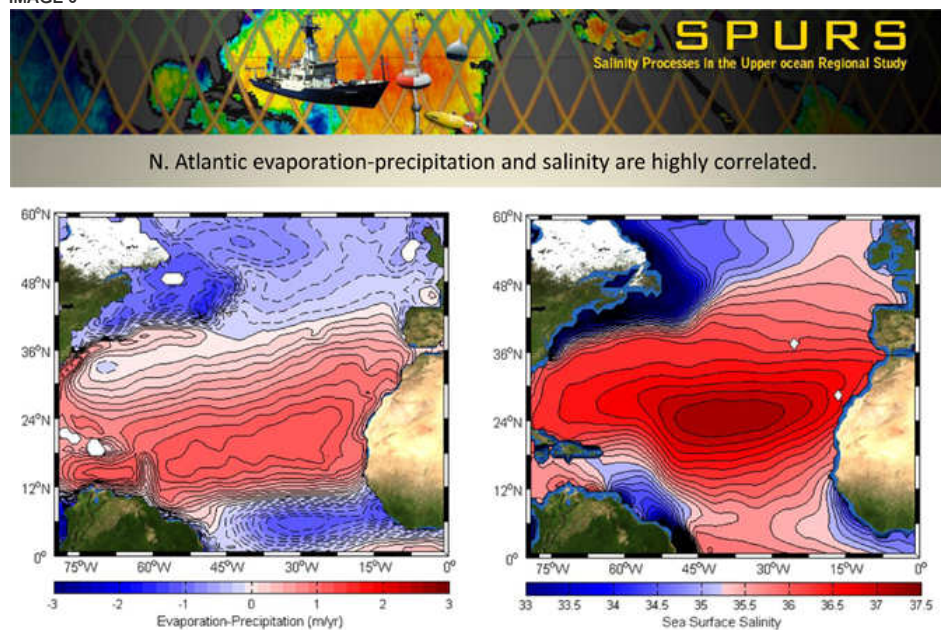 SPURS
Salinity Processes in the Upper ocean Regional Study
N. Atlantic evaporation-precipitation and salinity are highly correlated.
60°N
48°N
36°N
24°N
12°N
0°
75°W 60°W 45°W 30°W 15°W 0°
-3 -2 -1 0 1 2 3
Evaporation-Precipitation (m/yr)
60°N
48°N
36°N
24°N
12°N
0°
75°W 60°W 45°W 30°W 15°W 0°
33 33.5 34 34.5 35 35.5 36 36.5 37 37.5
Sea Surface Salinity